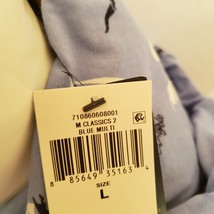 710860608001
M CLASSICS 2
BLUE MULTI
8 85649 35163 4
SIZE
L